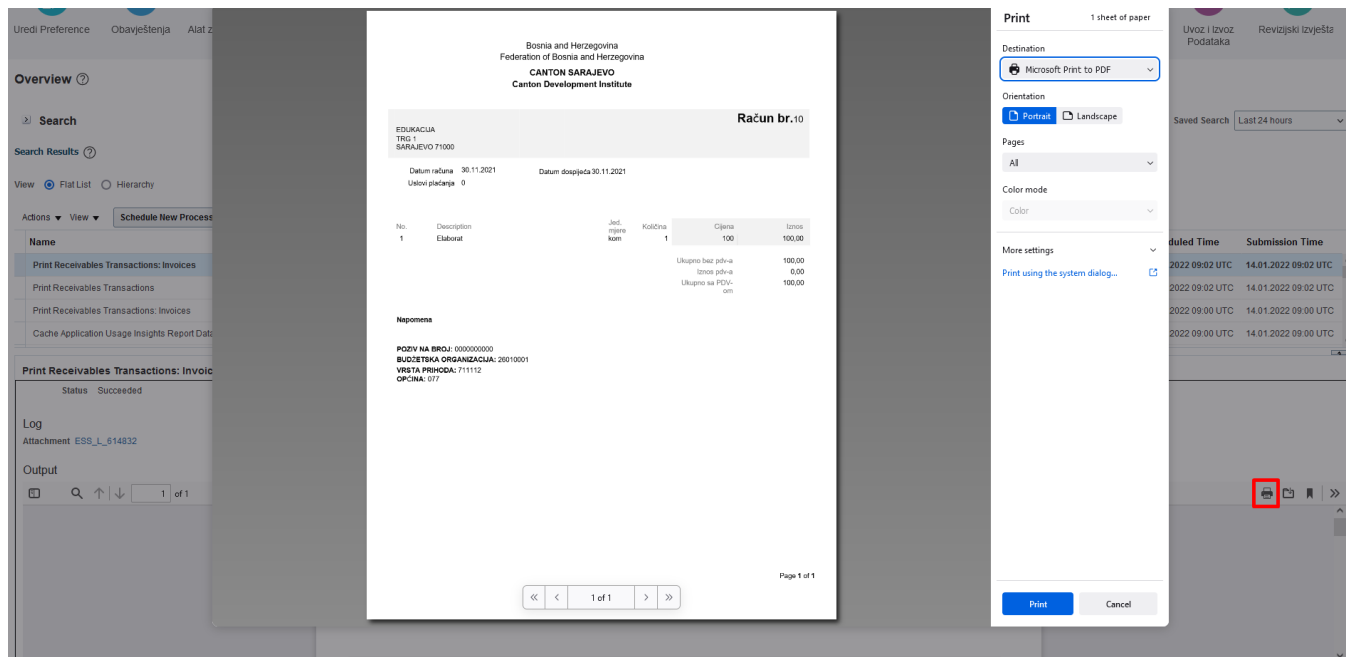 Uredi Preference
Obavještenja
Alat z
Uvoz i Izvoz
Podataka
Revizijski Izvješta
Overview
Search
Saved Search
Last 24 hours
Search Results
View
Flat List
Hierarchy
Actions
View
Schedule New Process
Name
duled Time
Submission Time
Print Receivables Transactions: Invoices
2022 09:02 UTC
14.01.2022 09:02 UTC
Print Receivables Transactions
2022 09:02 UTC
14.01.2022 09:02 UTC
Print Receivables Transactions: Invoices
2022 09:00 UTC
14.01.2022 09:00 UTC
Cache Application Usage Insights Report Data
2022 09:00 UTC
14.01.2022 09:00 UTC
Print Receivables Transactions: Invoic
Status Succeeded
Log
Attachment ESS_L_614832
Output
1 of 1
Bosnia and Herzegovina
Federation of Bosnia and Herzegovina
CANTON SARAJEVO
Canton Development Institute
Račun br.10
EDUKACIJA
TRG 1
SARAJEVO 71000
Datum računa 30.11.2021 Datum dospijeća 30.11.2021
Uslovi plaćanja 0
No. Description Jed. mjere Količina Cijena Iznos
1 Elaborat kom 1 100 100,00
Ukupno bez pdv-a 100,00
Iznos pdv-a 0,00
Ukupno sa PDV-om 100,00
Napomena
POZIV NA BROJ: 0000000000
BUDŽETSKA ORGANIZACIJA: 26010001
VRSTA PRIHODA: 711112
OPĆINA: 077
Page 1 of 1
1 of 1
Print
1 sheet of paper
Destination
Microsoft Print to PDF
Orientation
Portrait
Landscape
Pages
All
Color mode
Color
More settings
Print using the system dialog...
Print
Cancel